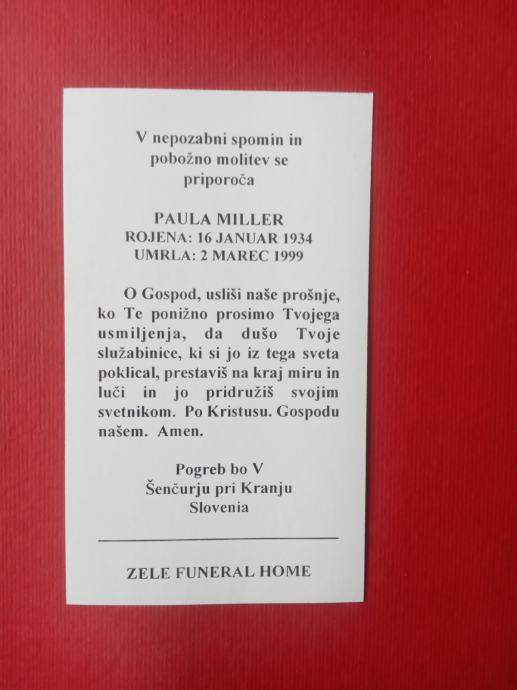 V nepozabni spomin in
pobožno molitev se
priporoča
PAULA MILLER
ROJENA: 16 JANUAR 1934
UMRLA: 2 MAREC 1999
O Gospod, usliši naše prošnje,
ko Te ponižno prosimo Tvojega
usmiljenja, da dušo Tvoje
služabinice, ki si jo iz tega sveta
poklical, prestaviš na kraj miru in
luči in jo pridružiš svojim
svetnikom. Po Kristusu. Gospodu
našem. Amen.
Pogreb bo V
Šenčurju pri Kranju
Slovenia
ZELE FUNERAL HOME